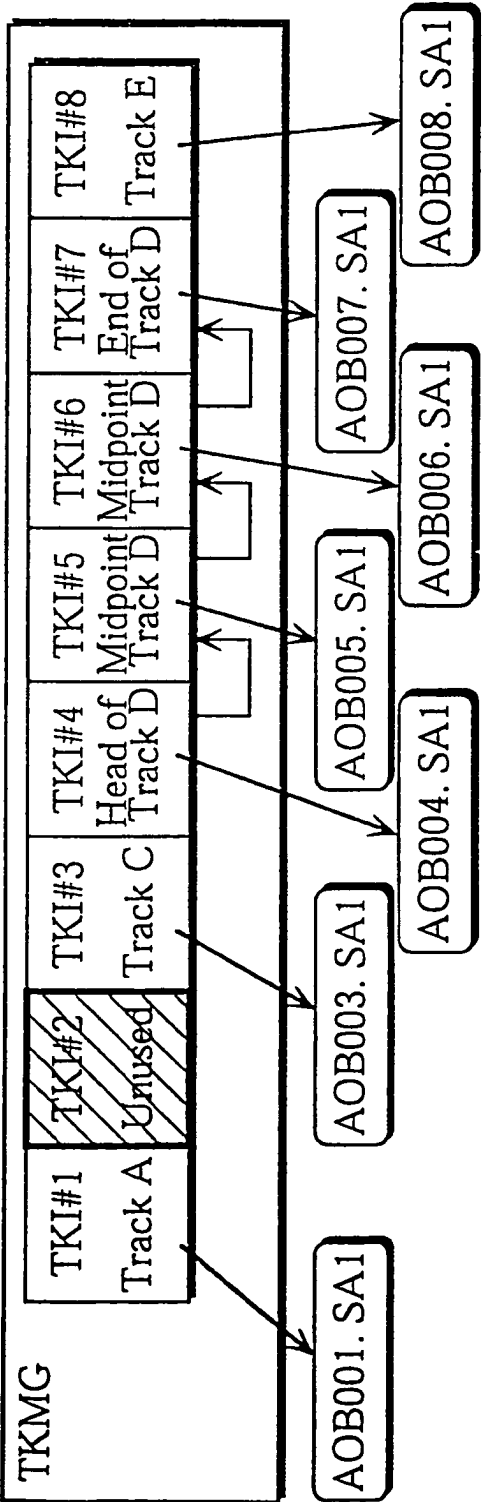 TKMG
TKI#1
Track A
TKI#2
Unused
TKI#3
Track C
TKI#4
Head of
Track D
TKI#5
Midpoint
Track D
TKI#6
Midpoint
Track D
TKI#7
End of
Track D
TKI#8
Track E
AOB001. SA1
AOB003. SA1
AOB004. SA1
AOB005. SA1
AOB006. SA1
AOB007. SA1
AOB008. SA1